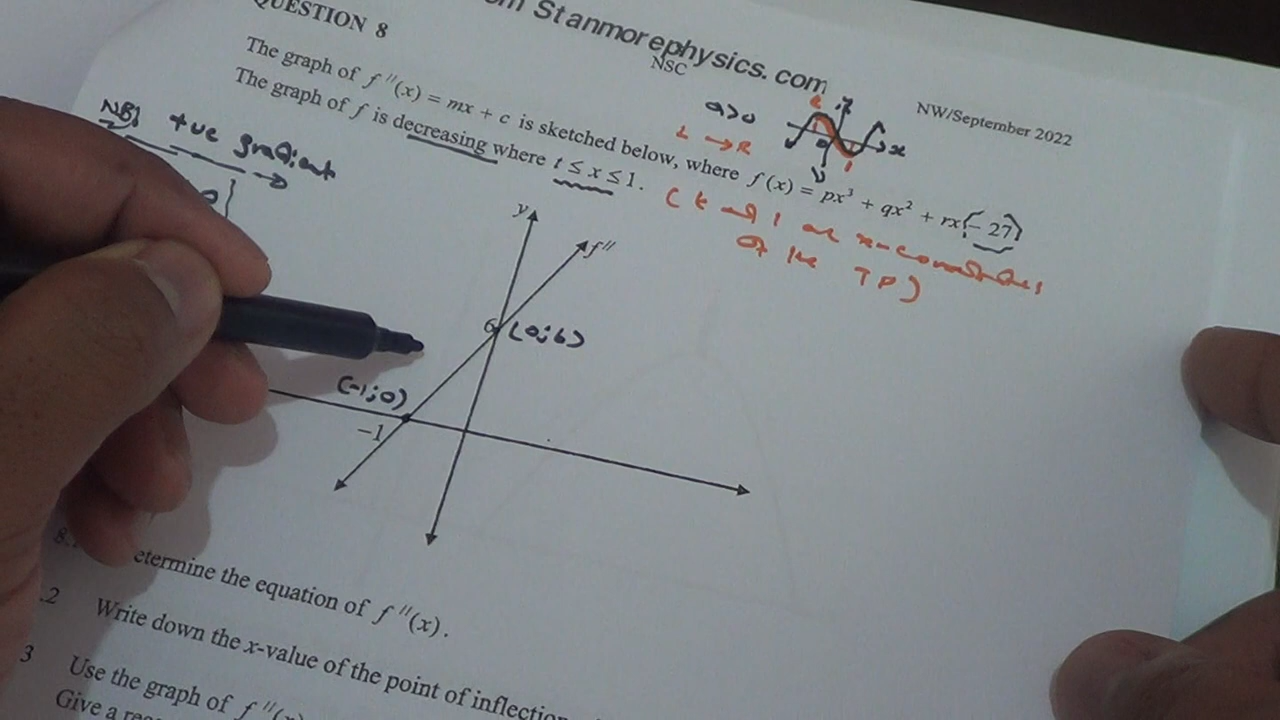 m Stanmorephysics.com
QUESTION 8
NSC
NW/September 2022
The graph of f''(x) = mx + c is sketched below, where f(x) = px³ + qx² + rx - 27
The graph of f is decreasing where t ≤ x ≤ 1.
a>0
L → R
x
y
NB!
+ve gradient
(t and 1 are x-coordinates
of the TP)
y
f''
6
(0;6)
(-1;0)
-1
etermine the equation of f''(x).
.2 Write down the x-value of the point of inflection
3 Use the graph of f''(x)
Give a rea